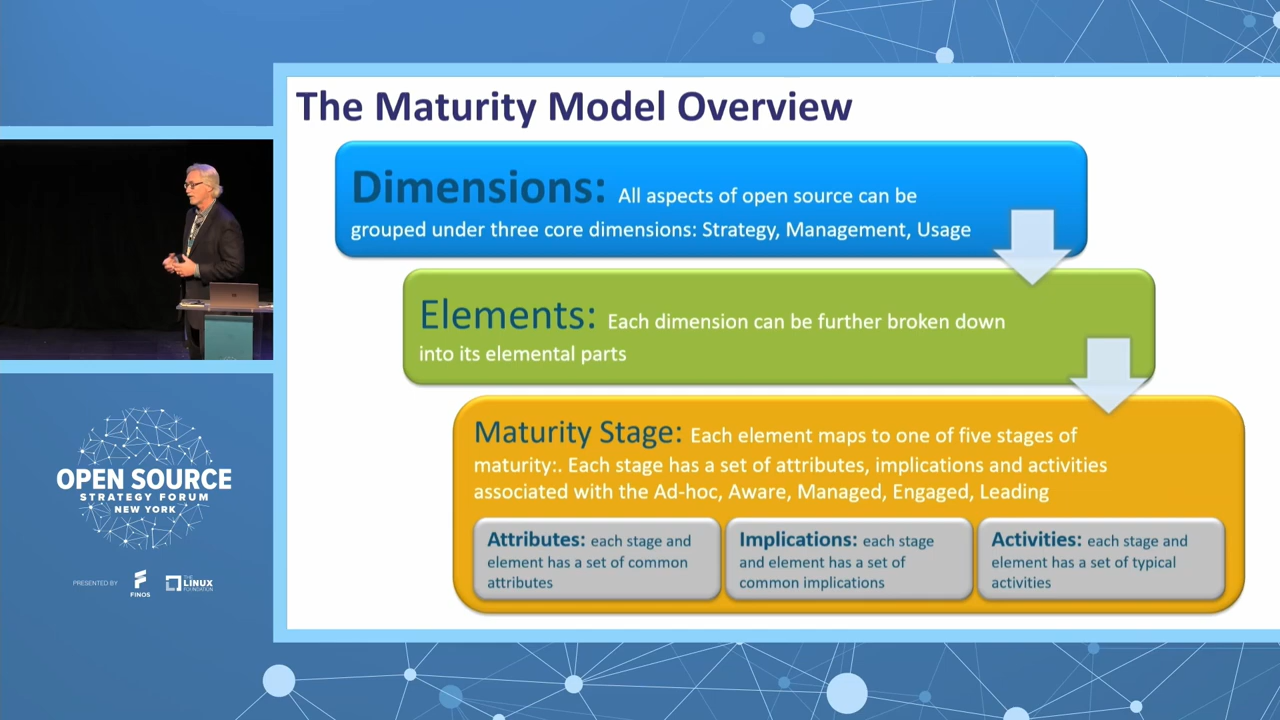 The Maturity Model Overview
Dimensions: All aspects of open source can be
grouped under three core dimensions: Strategy, Management, Usage
Elements: Each dimension can be further broken down
into its elemental parts
Maturity Stage: Each element maps to one of five stages of
maturity:. Each stage has a set of attributes, implications and activities
associated with the Ad-hoc, Aware, Managed, Engaged, Leading
Attributes: each stage and
element has a set of common
attributes
Implications: each stage
and element has a set of
common implications
Activities: each stage and
element has a set of typical
activities
OPEN SOURCE
STRATEGY FORUM
NEW YORK
PRESENTED BY
FINOS
THE
LINUX
FOUNDATION